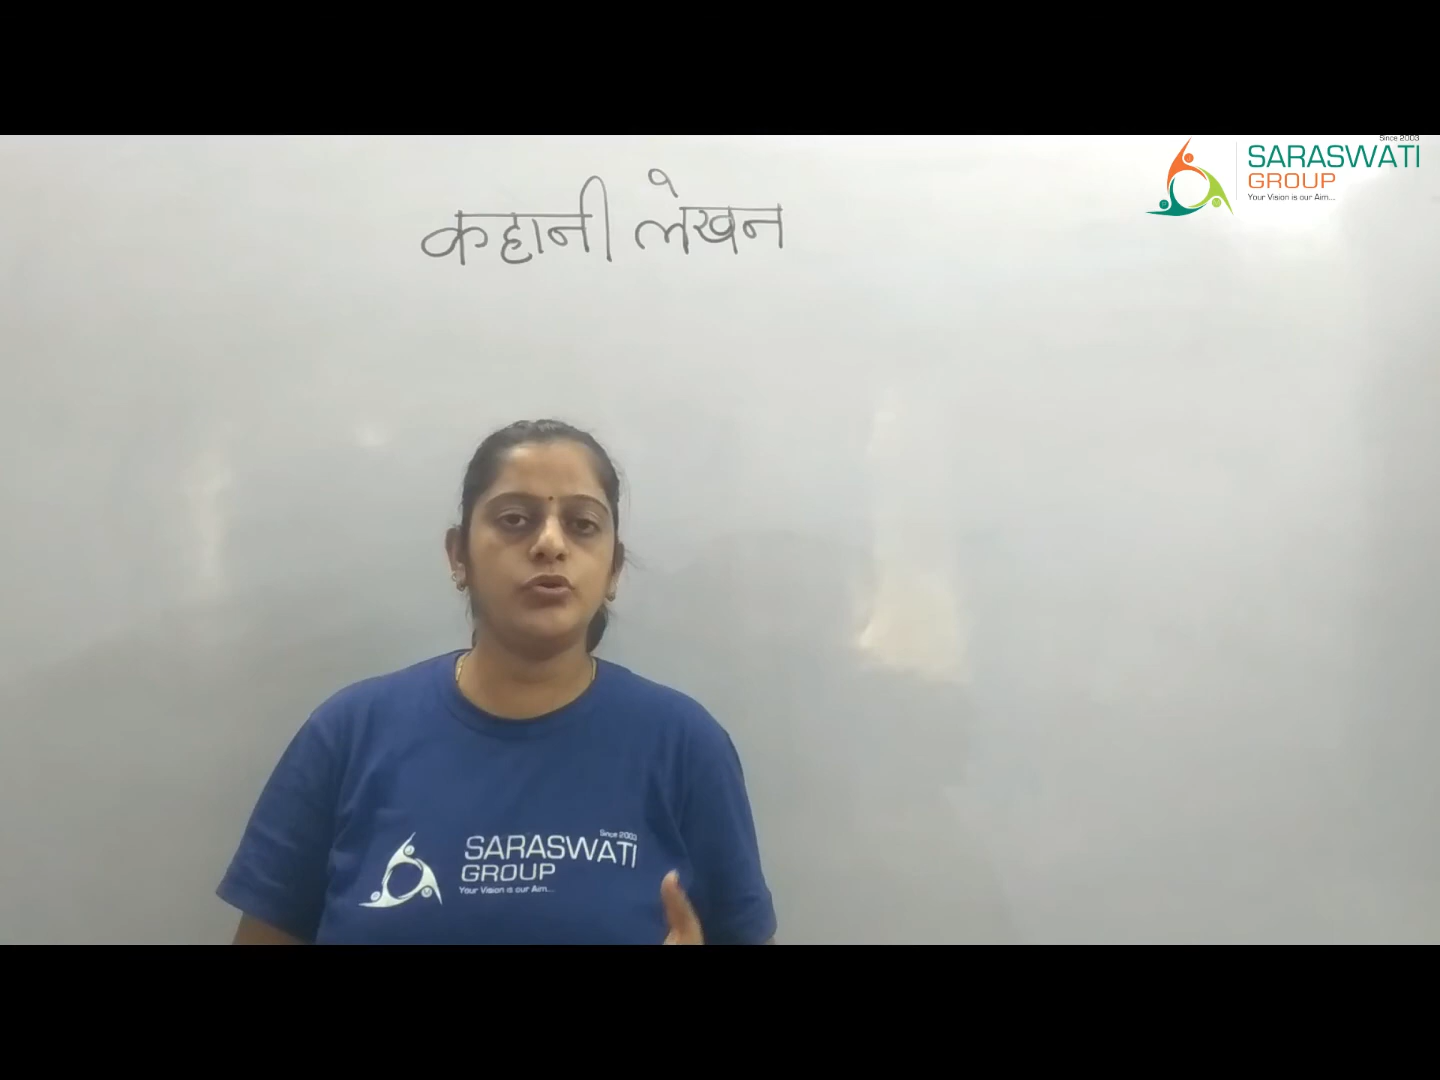 कहानी लेखन
Since 2003
SARASWATI
GROUP
Your Vision is our Aim...
Since 2003
SARASWATI
GROUP
Your Vision is our Aim...